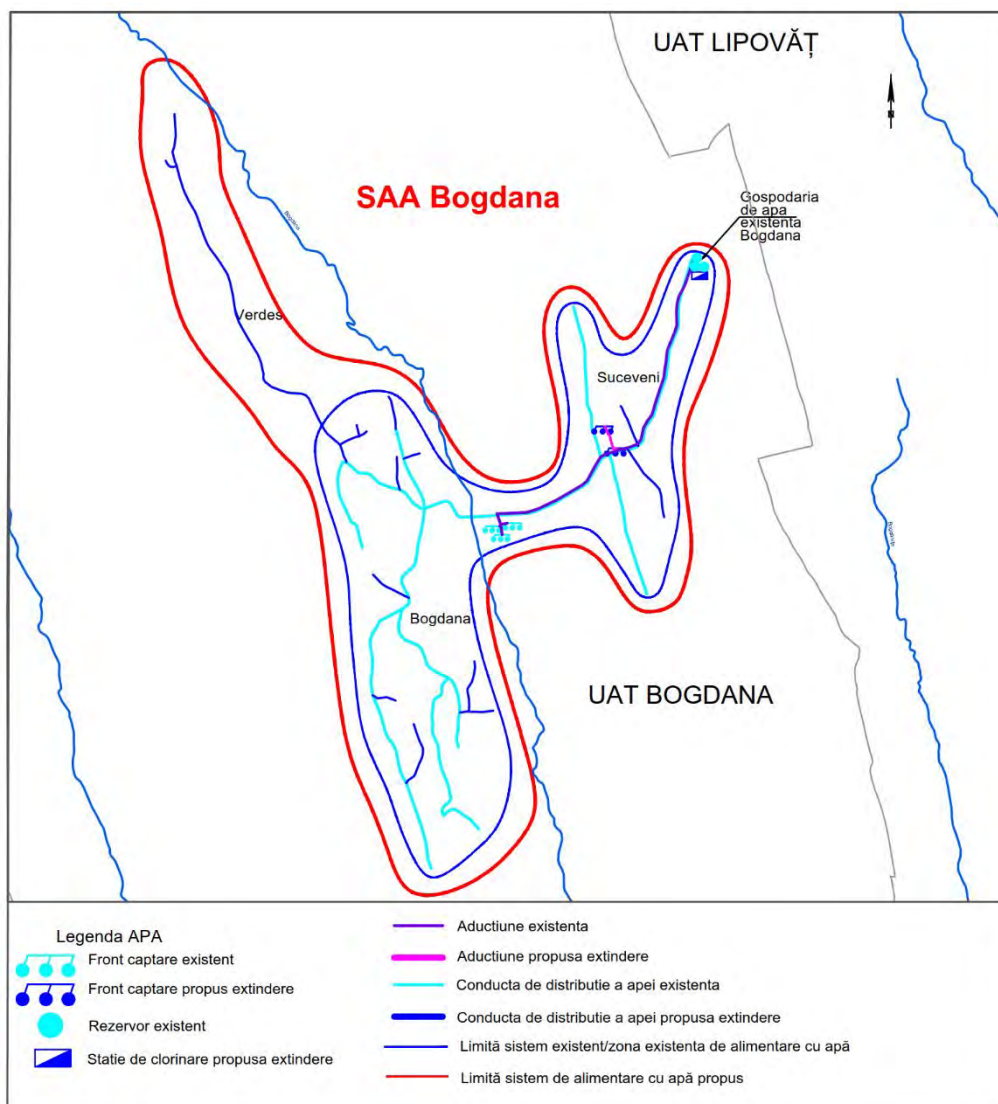 UAT LIPOVĂȚ
N
SAA Bogdana
Gospodaria
de apa
existenta
Bogdana
Bogdana
Verdes
Suceveni
Bogdana
UAT BOGDANA
Legenda APA
Front captare existent
Front captare propus extindere
Rezervor existent
Statie de clorinare propusa extindere
Aductiune existenta
Aductiune propusa extindere
Conducta de distributie a apei existenta
Conducta de distributie a apei propusa extindere
Limită sistem existent/zona existenta de alimentare cu apă
Limită sistem de alimentare cu apă propus